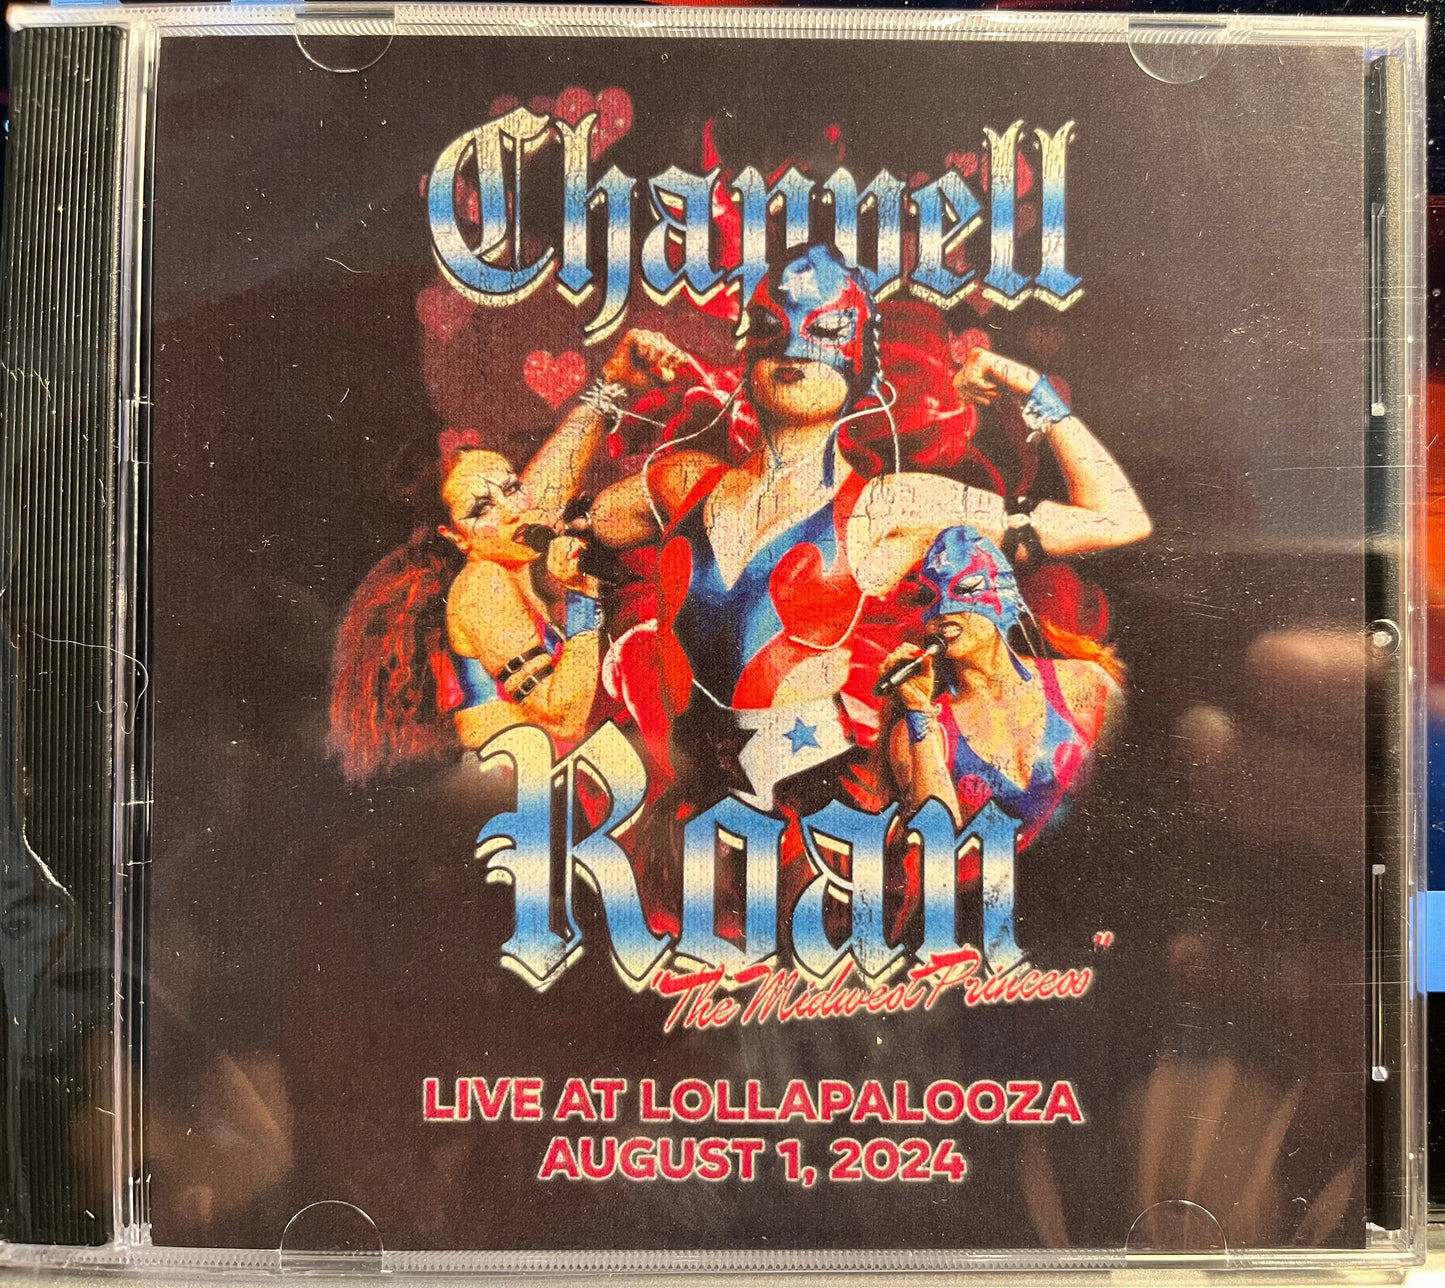 Chappell
Roan
"The Midwest Princess"
LIVE AT LOLLAPALOOZA
AUGUST 1, 2024